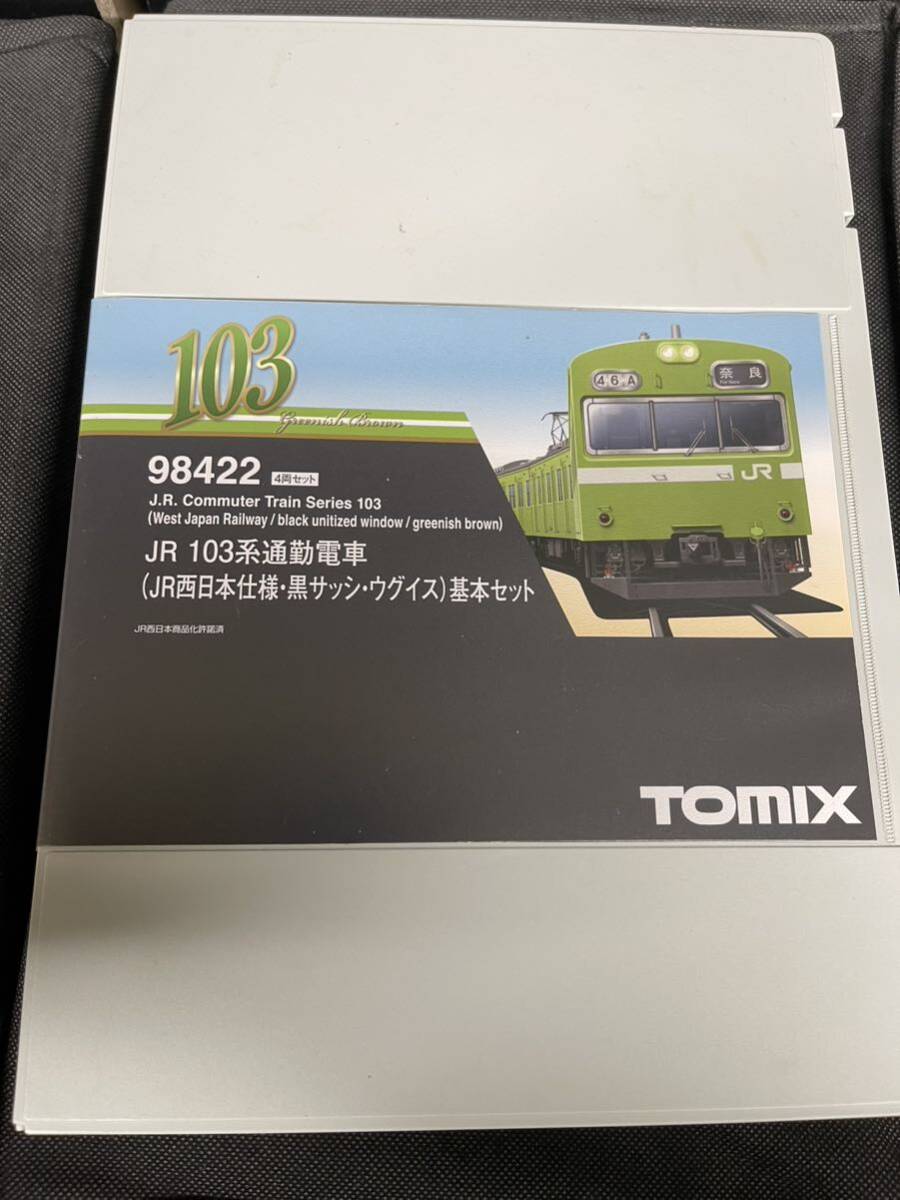 103
Greenish Brown
46A
奈良
For Nara
JR
98422 4両セット
J.R. Commuter Train Series 103
(West Japan Railway / black unitized window / greenish brown)
JR 103系通勤電車
(JR西日本仕様・黒サッシ・ウグイス)基本セット
JR西日本商品化許諾済
TOMIX